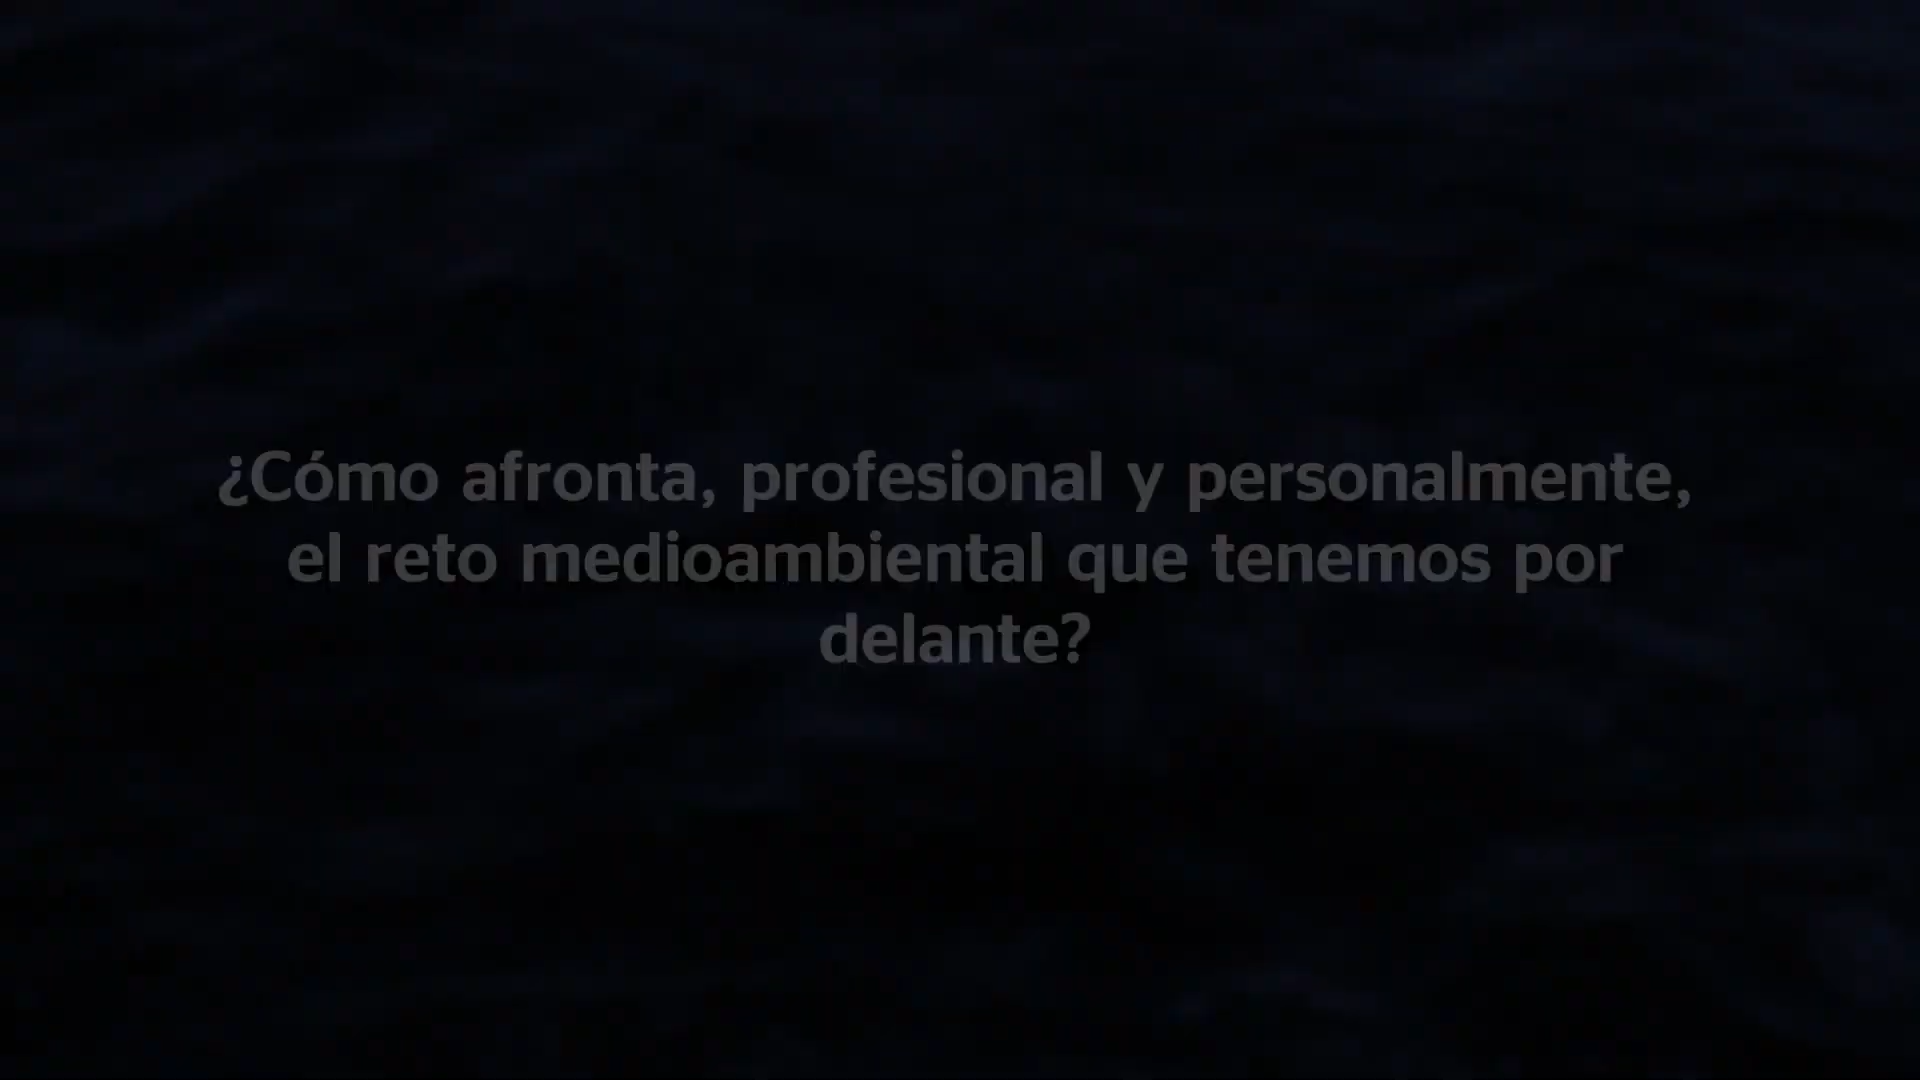 ¿Cómo afronta, profesional y personalmente,
el reto medioambiental que tenemos por
delante?